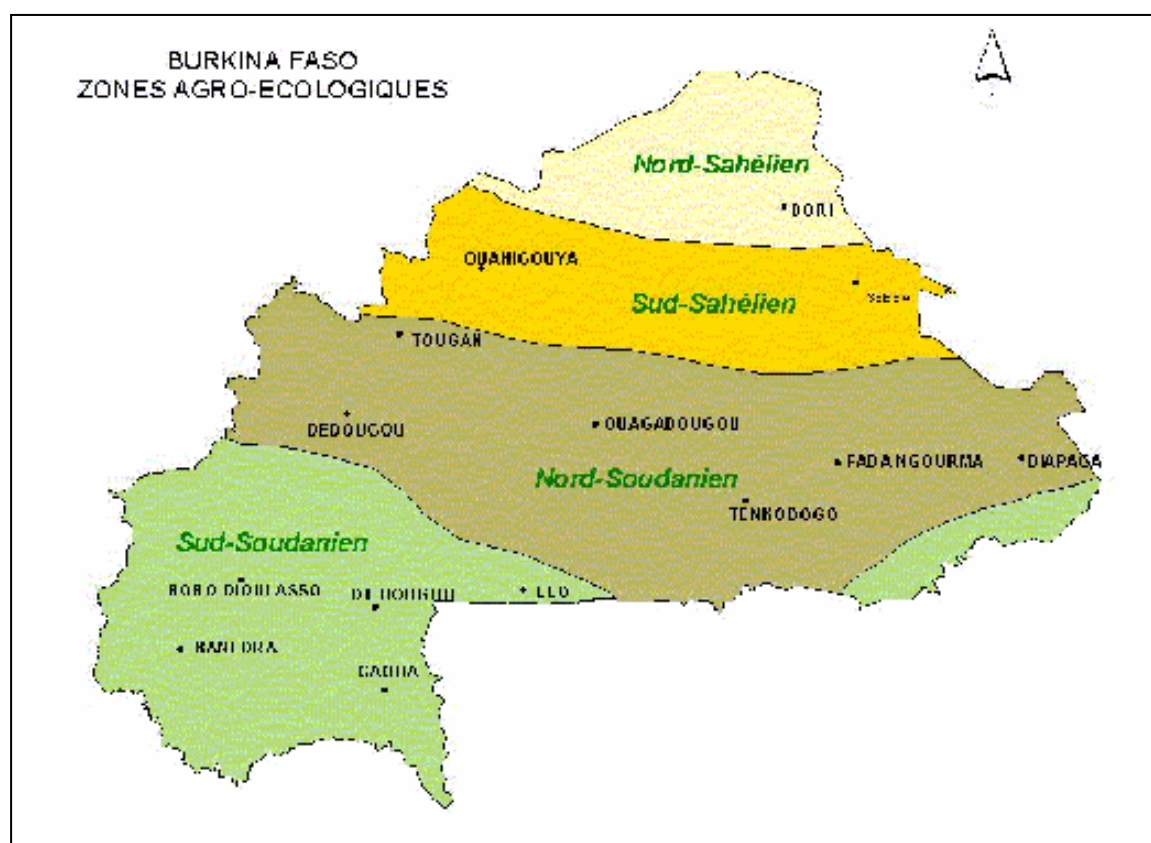 BURKINA FASO
ZONES AGRO-ECOLOGIQUES
Nord-Sahélien
DORI
OUAHIGOUYA
Sud-Sahélien
TOUGAN
DEDOUGOU
OUAGADOUGOU
FADANGOURMA
DIAPAGA
Nord-Soudanien
TENKODOGO
Sud-Soudanien
BOBO DIOULASSO
LEO
BANFORA
GAOUA